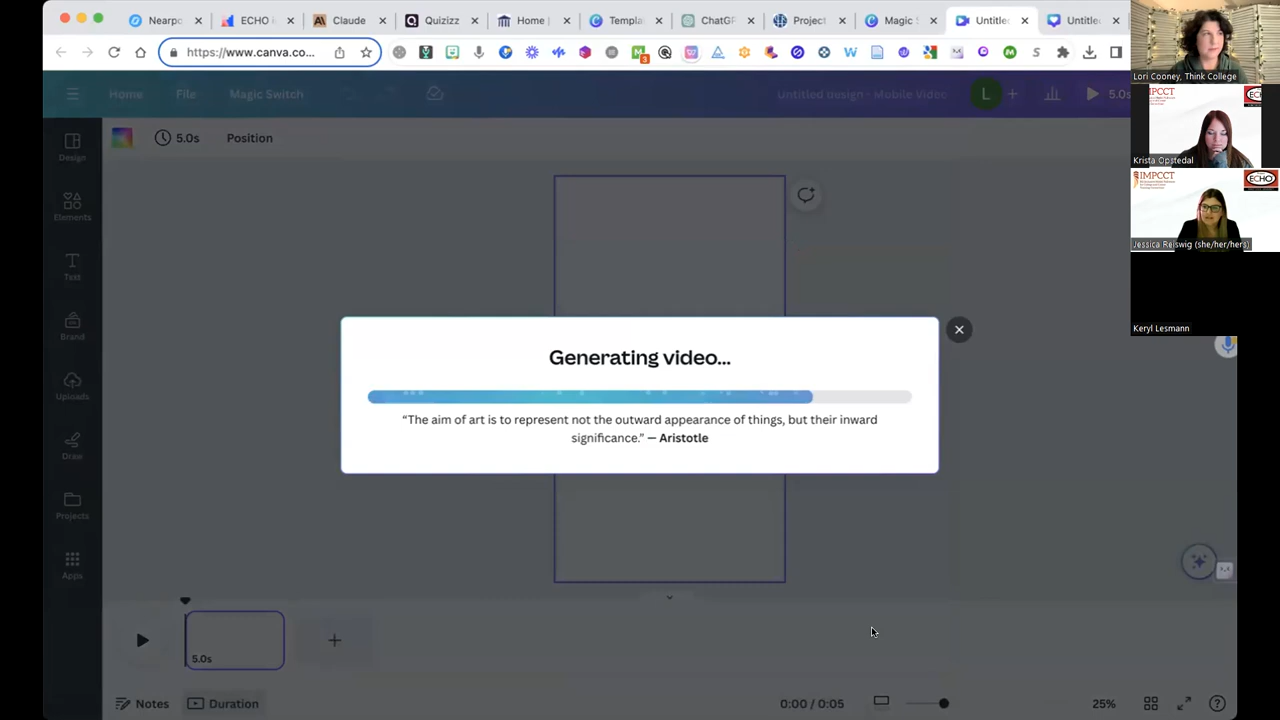 Nearpo
ECHO i
Claude
Quizizz
Home |
Templa
ChatGP
Project
Magic S
Untitle
Untitle
https://www.canva.co...
3
Home
File
Magic Switch
Untitled design - Mobile Video
L
5.0s
5.0s
Position
Design
Elements
Text
Brand
Uploads
Draw
Projects
Apps
Generating video...
“The aim of art is to represent not the outward appearance of things, but their inward
significance.” — Aristotle
5.0s
Notes
Duration
0:00 / 0:05
25%
Lori Cooney, Think College
IMPCCT
Krista Opstedal
IMPCCT
ECHO
Jessica Reiswig (she/her/hers)
Keryl Lesmann